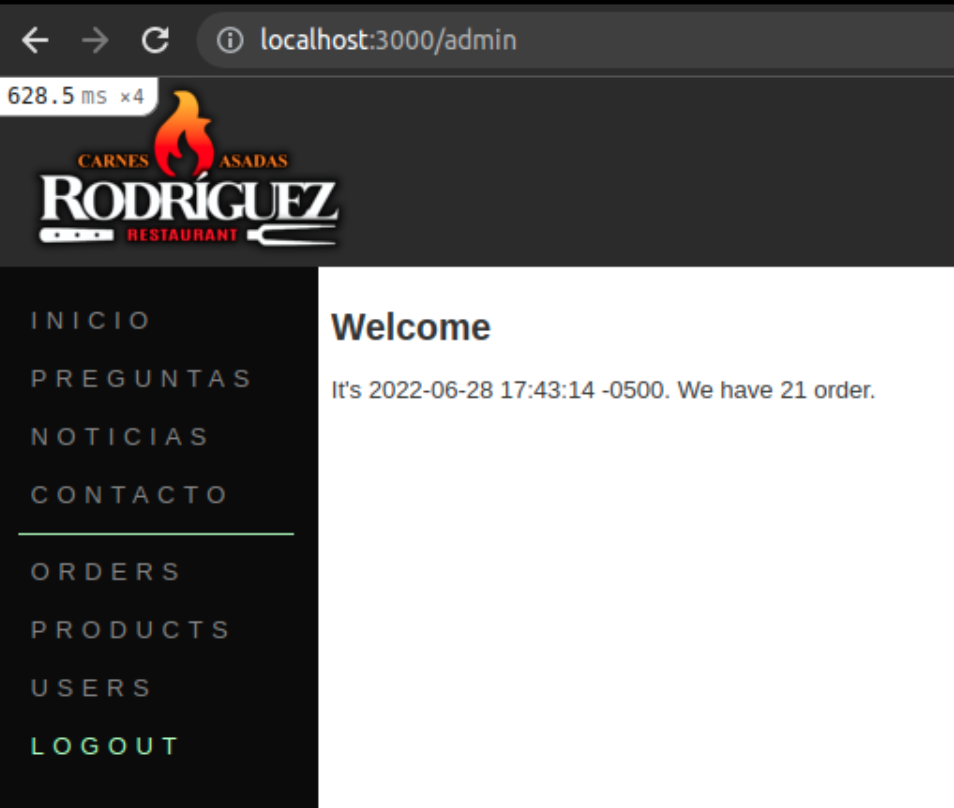 localhost:3000/admin
628.5 ms ×4
CARNES ASADAS
RODRÍGUEZ
RESTAURANT
INICIO
PREGUNTAS
NOTICIAS
CONTACTO
ORDERS
PRODUCTS
USERS
LOGOUT
Welcome
It's 2022-06-28 17:43:14 -0500. We have 21 order.